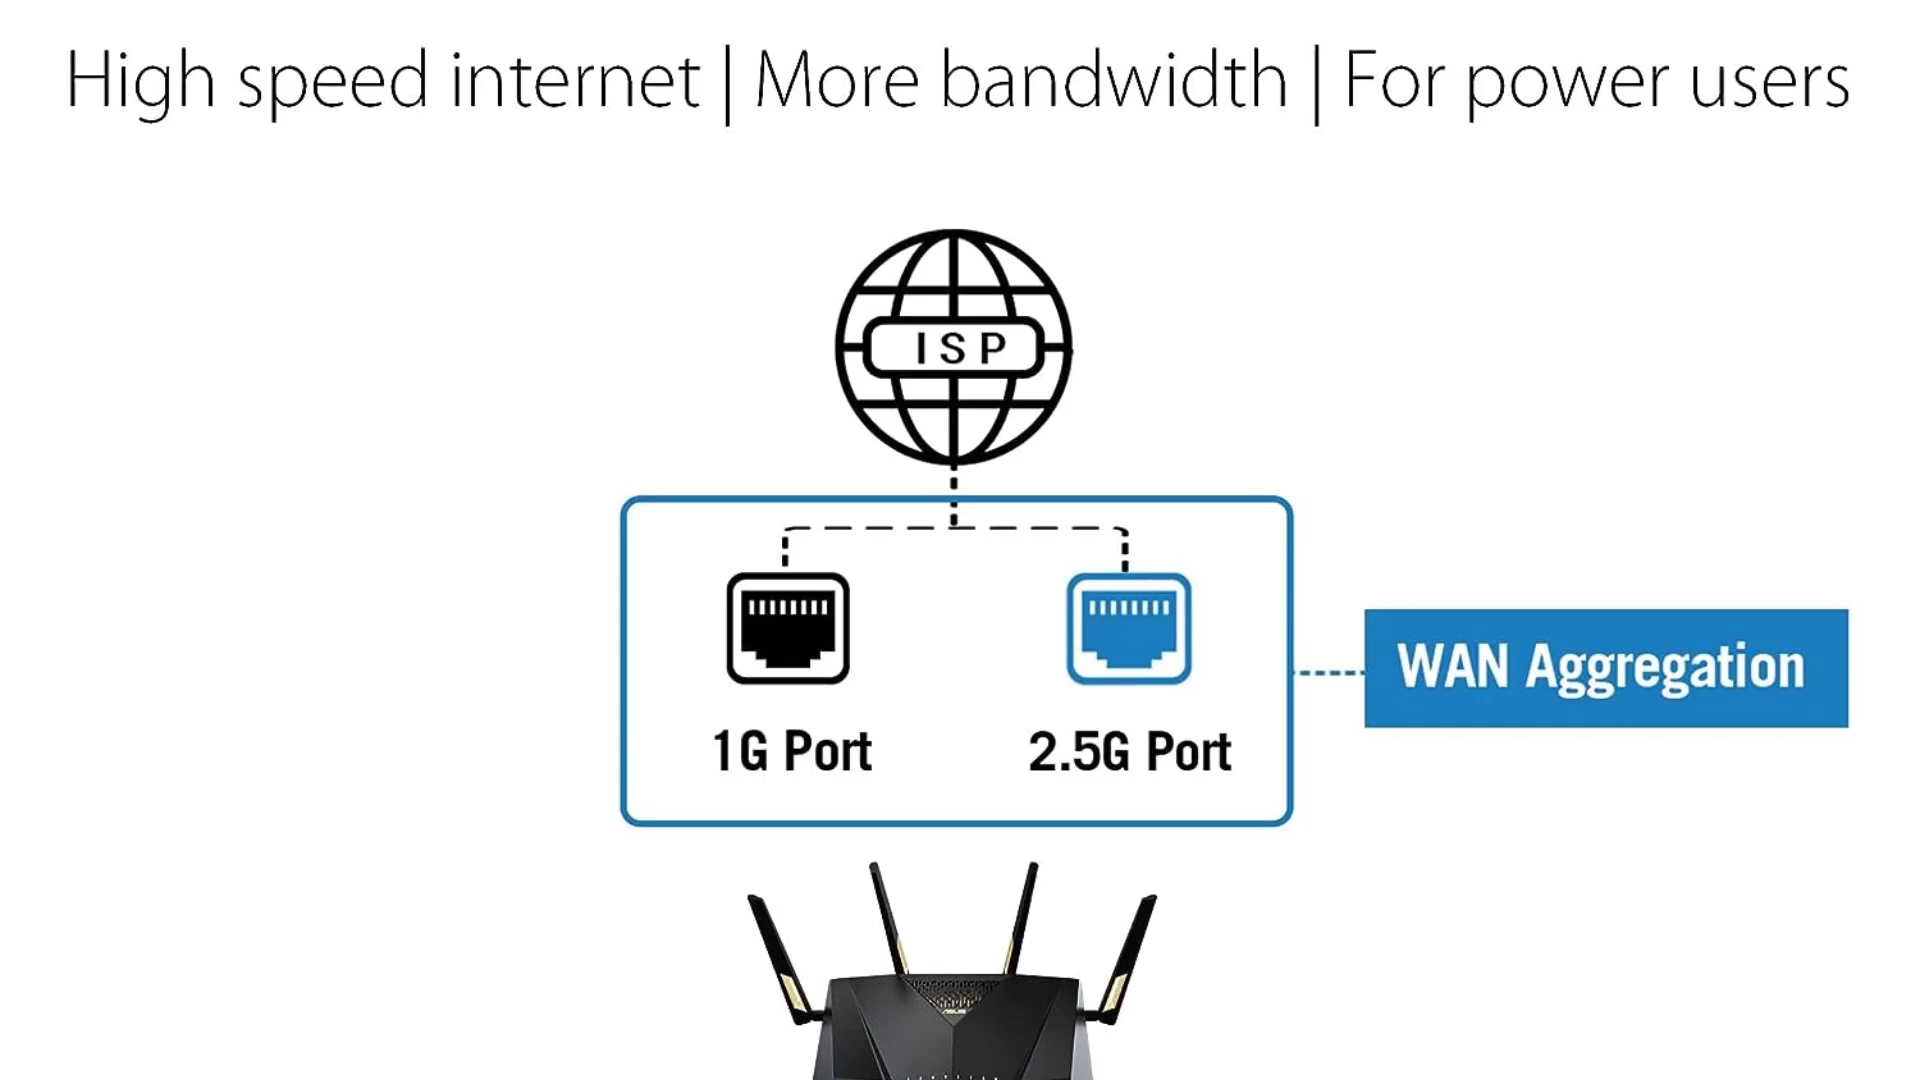 High speed internet | More bandwidth | For power users
ISP
1G Port
2.5G Port
WAN Aggregation